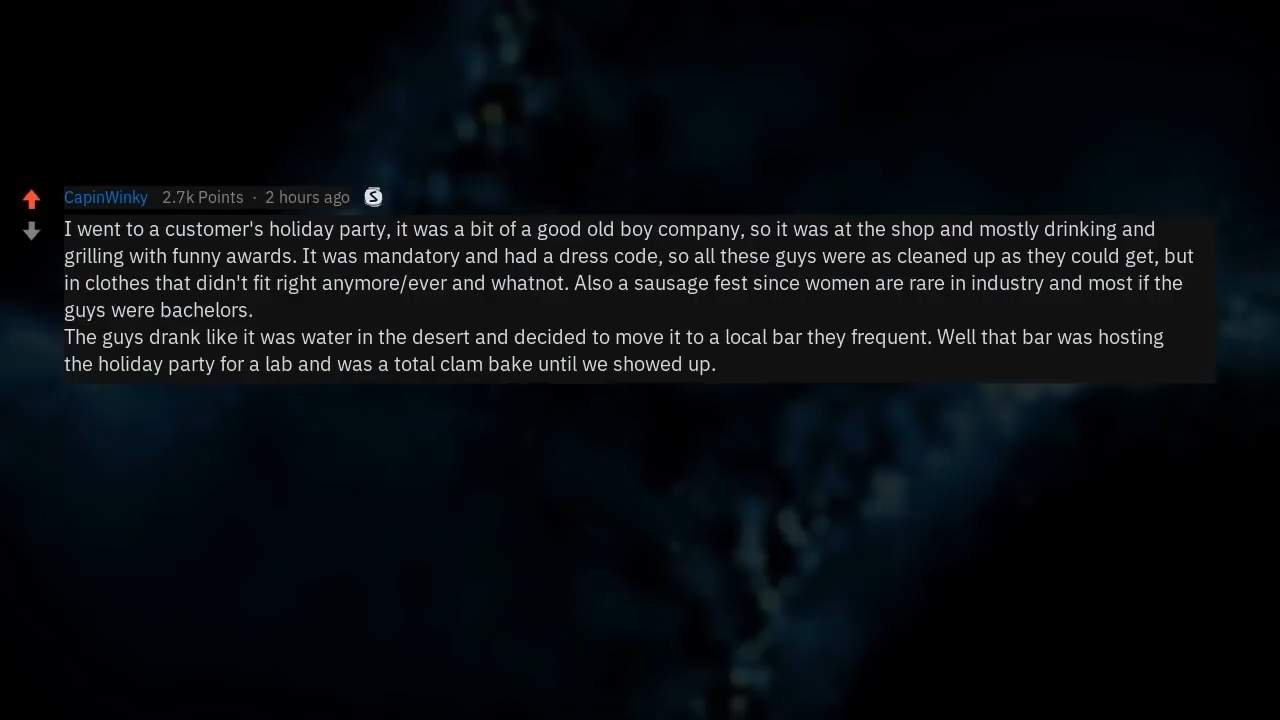 CapinWinky 2.7k Points · 2 hours ago S
I went to a customer's holiday party, it was a bit of a good old boy company, so it was at the shop and mostly drinking and
grilling with funny awards. It was mandatory and had a dress code, so all these guys were as cleaned up as they could get, but
in clothes that didn't fit right anymore/ever and whatnot. Also a sausage fest since women are rare in industry and most if the
guys were bachelors.
The guys drank like it was water in the desert and decided to move it to a local bar they frequent. Well that bar was hosting
the holiday party for a lab and was a total clam bake until we showed up.